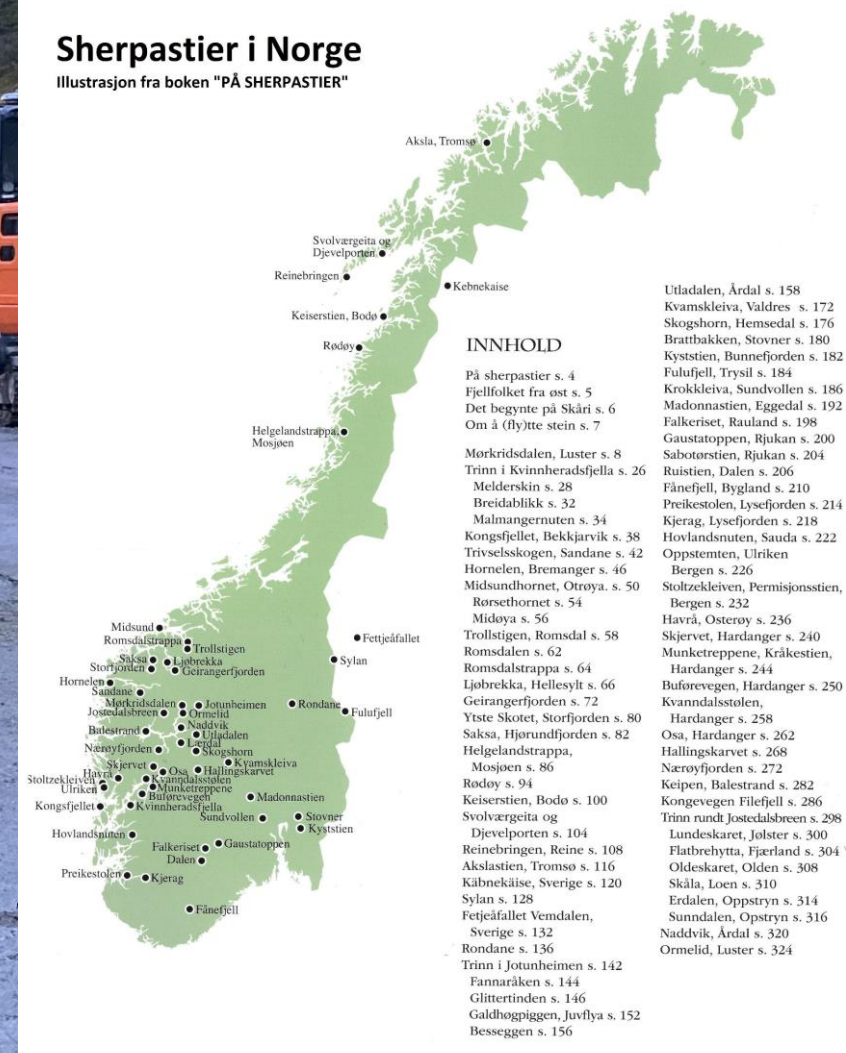 Sherpastier i Norge
Illustrasjon fra boken "PÅ SHERPASTIER"
Aksla, Tromsø
Svolværgeita og
Djevelporten
Reinebringen
Kebnekaise
Keiserstien, Bodø
Rødøy
Helgelandstrappa,
Mosjøen
Midsund
Romsdalstrappa
Trollstigen
Fettjeåfallet
Saksa
Ljøbrekka
Sylan
Storfjorden
Geirangerfjorden
Hornelen
Sandane
Mørkridsdalen
Jotunheimen
Rondane
Jostedalsbreen
Ormelid
Fulufjell
Naddvik
Balestrand
Utladalen
Lærdal
Nærøyfjorden
Skogshorn
Kvamskleiva
Skjervet
Osa
Hallingskarvet
Havrå
Kvanndalsstølen
Stoltzekleiven
Ulriken
Munketreppene
Buførevegen
Madonnastien
Kongsfjellet
Kvinnheradsfjella
Sundvollen
Stovner
Kyststien
Hovlandsnuten
Gaustatoppen
Falkeriset
Dalen
Preikestolen
Kjerag
Fånefjell
INNHOLD
På sherpastier s. 4
Fjellfolket fra øst s. 5
Det begynte på Skåri s. 6
Om å (fly)tte stein s. 7
Mørkridsdalen, Luster s. 8
Trinn i Kvinnheradsfjella s. 26
Melderskin s. 28
Breidablikk s. 32
Malmangernuten s. 34
Kongsfjellet, Bekkjarvik s. 38
Trivselsskogen, Sandane s. 42
Hornelen, Bremanger s. 46
Midsundhornet, Otrøya. s. 50
Rørsethornet s. 54
Midøya s. 56
Trollstigen, Romsdal s. 58
Romsdalen s. 62
Romsdalstrappa s. 64
Ljøbrekka, Hellesylt s. 66
Geirangerfjorden s. 72
Ytste Skotet, Storfjorden s. 80
Saksa, Hjørundfjorden s. 82
Helgelandstrappa,
Mosjøen s. 86
Rødøy s. 94
Keiserstien, Bodø s. 100
Svolværgeita og
Djevelporten s. 104
Reinebringen, Reine s. 108
Akslastien, Tromsø s. 116
Käbnekäise, Sverige s. 120
Sylan s. 128
Fetjeåfallet Vemdalen,
Sverige s. 132
Rondane s. 136
Trinn i Jotunheimen s. 142
Fannaråken s. 144
Glittertinden s. 146
Galdhøgpiggen, Juvflya s. 152
Besseggen s. 156
Utladalen, Årdal s. 158
Kvamskleiva, Valdres s. 172
Skogshorn, Hemsedal s. 176
Brattbakken, Stovner s. 180
Kyststien, Bunnefjorden s. 182
Fulufjell, Trysil s. 184
Krokkleiva, Sundvollen s. 186
Madonnastien, Eggedal s. 192
Falkeriset, Rauland s. 198
Gaustatoppen, Rjukan s. 200
Sabotørstien, Rjukan s. 204
Ruistien, Dalen s. 206
Fånefjell, Bygland s. 210
Preikestolen, Lysefjorden s. 214
Kjerag, Lysefjorden s. 218
Hovlandsnuten, Sauda s. 222
Oppstemten, Ulriken
Bergen s. 226
Stoltzekleiven, Permisjonsstien,
Bergen s. 232
Havrå, Osterøy s. 236
Skjervet, Hardanger s. 240
Munketreppene, Kråkestien,
Hardanger s. 244
Buførevegen, Hardanger s. 250
Kvanndalsstølen,
Hardanger s. 258
Osa, Hardanger s. 262
Hallingskarvet s. 268
Nærøyfjorden s. 272
Keipen, Balestrand s. 282
Kongevegen Filefjell s. 286
Trinn rundt Jostedalsbreen s. 298
Lundeskaret, Jølster s. 300
Flatbrehytta, Fjærland s. 304
Oldeskaret, Olden s. 308
Skåla, Loen s. 310
Erdalen, Oppstryn s. 314
Sunndalen, Opstryn s. 316
Naddvik, Årdal s. 320
Ormelid, Luster s. 324